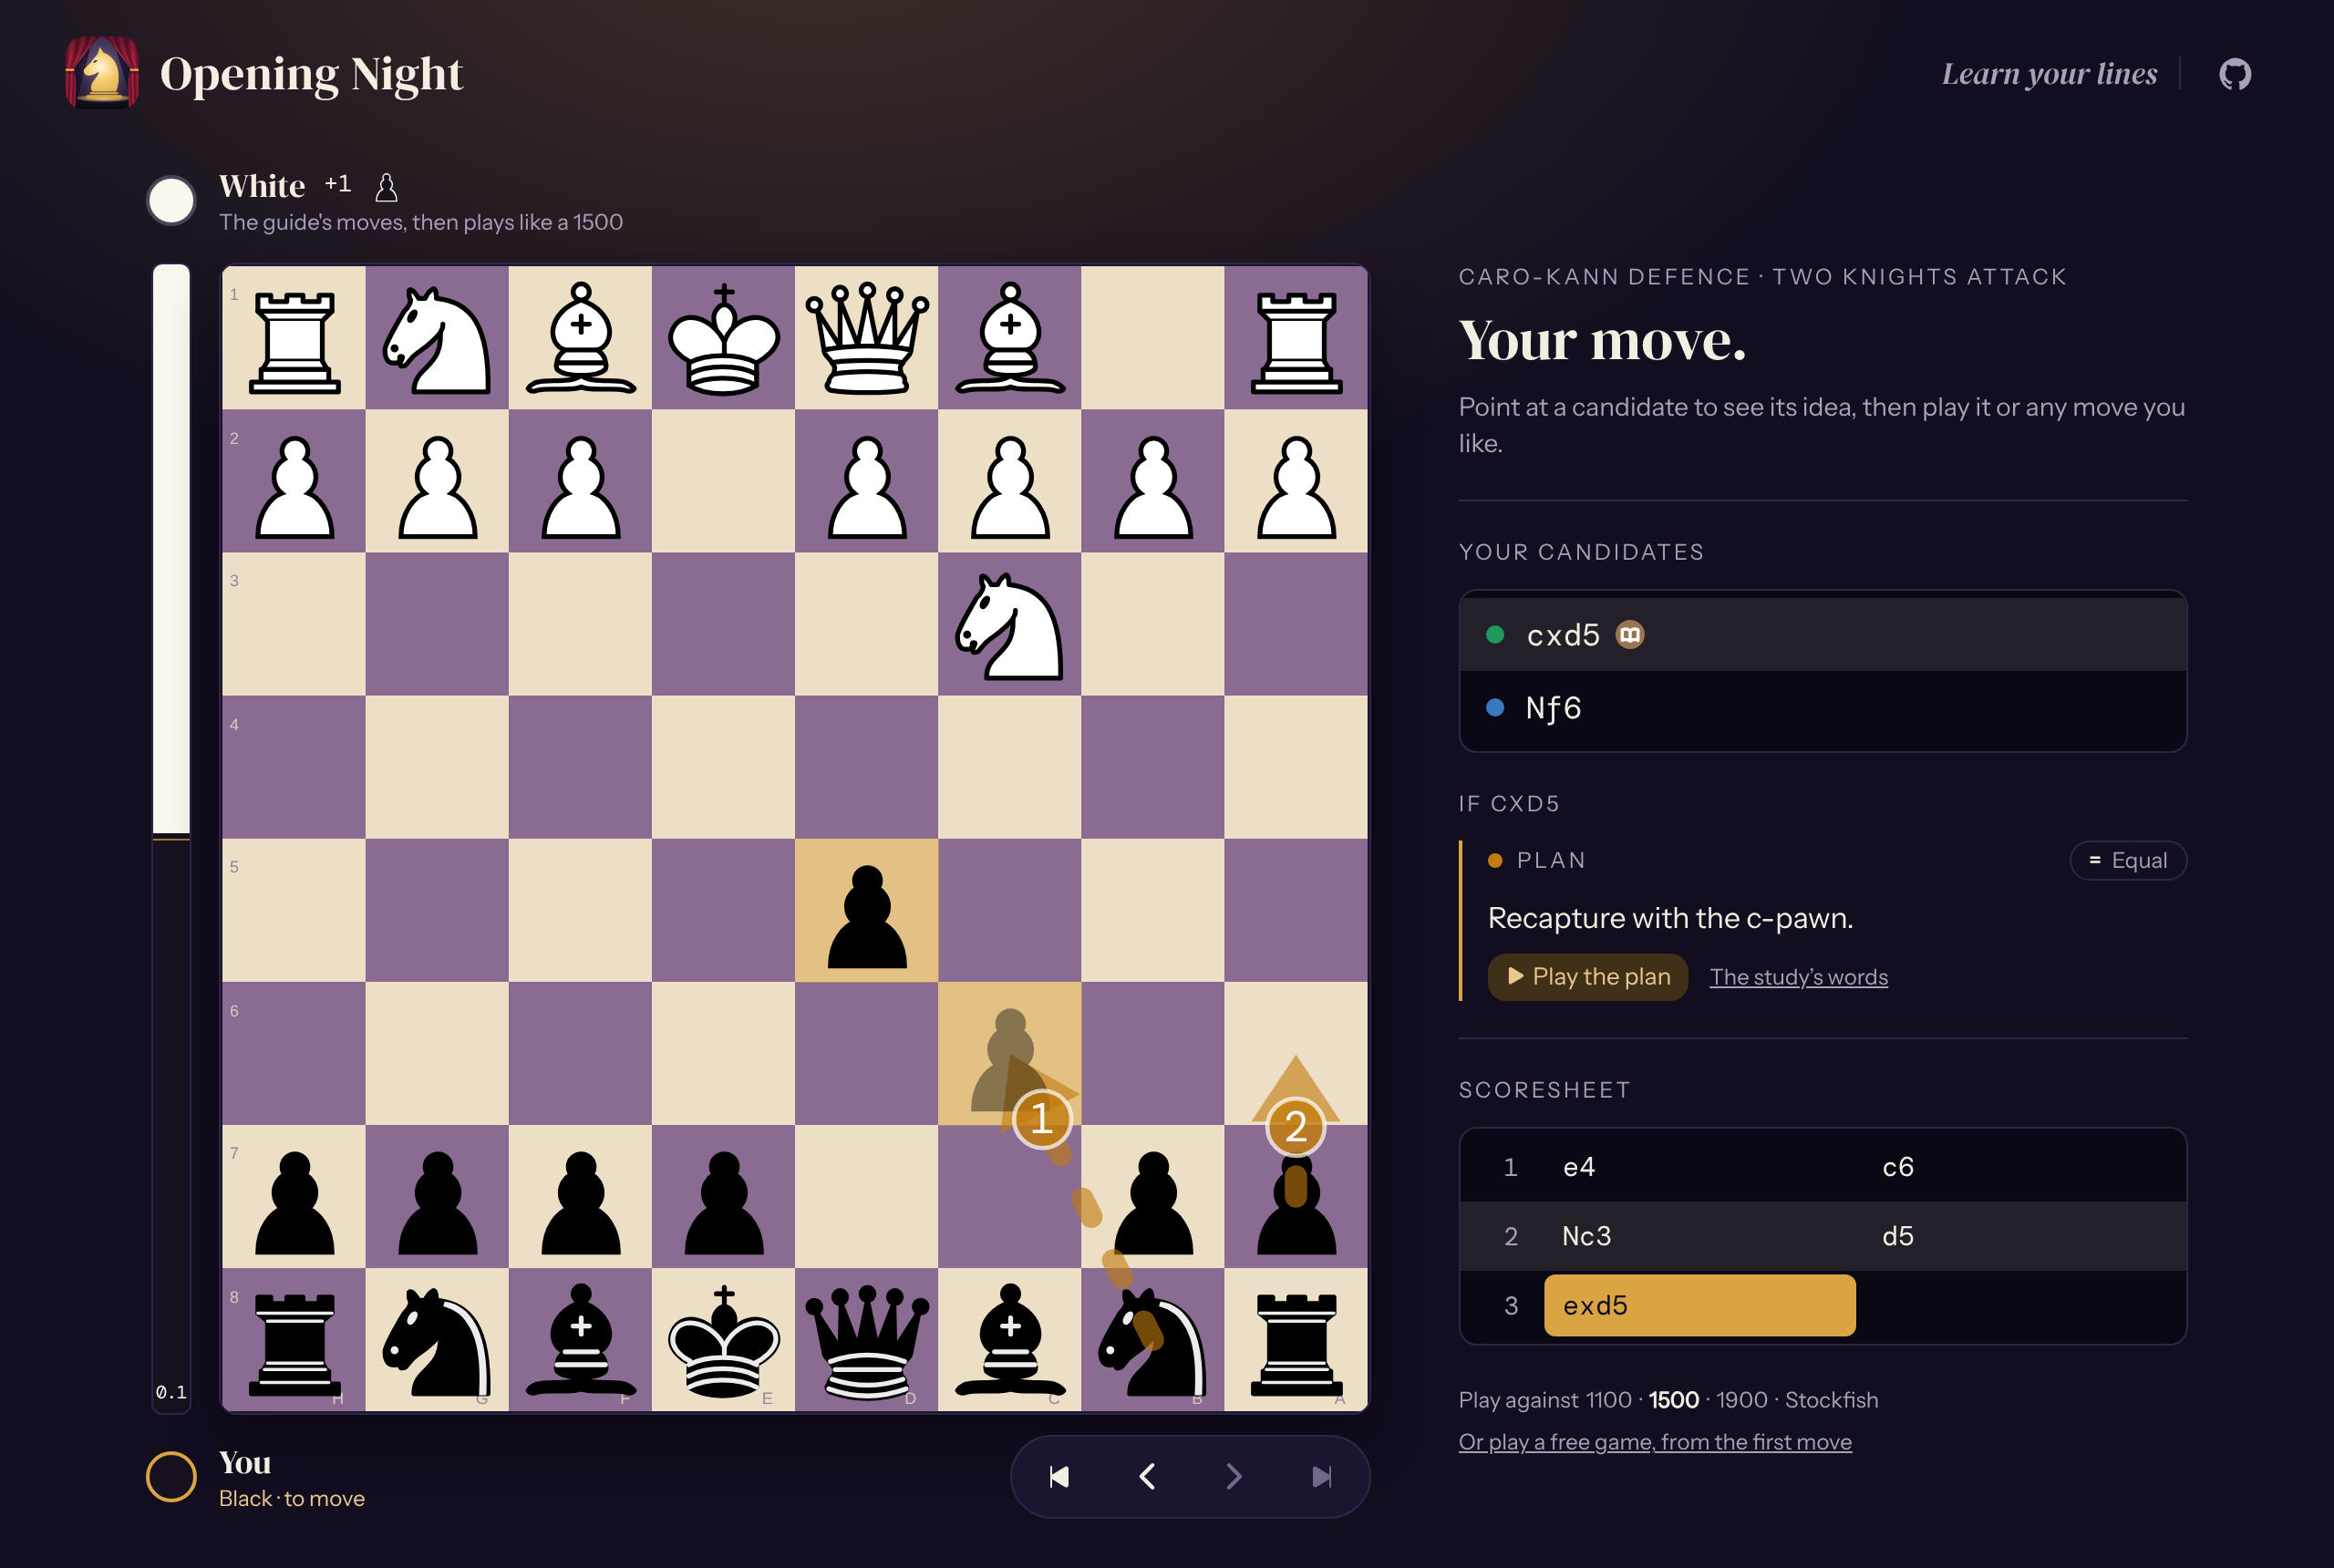 Opening Night
Learn your lines
White +1
The guide's moves, then plays like a 1500
1
2
3
4
5
6
7
8
H G F E D C B A
1
2
0.1
You
Black · to move
CARO-KANN DEFENCE · TWO KNIGHTS ATTACK
Your move.
Point at a candidate to see its idea, then play it or any move you
like.
YOUR CANDIDATES
cxd5
Nf6
IF CXD5
PLAN
= Equal
Recapture with the c-pawn.
Play the plan
The study's words
SCORESHEET
1 e4 c6
2 Nc3 d5
3 exd5
Play against 1100 · 1500 · 1900 · Stockfish
Or play a free game, from the first move